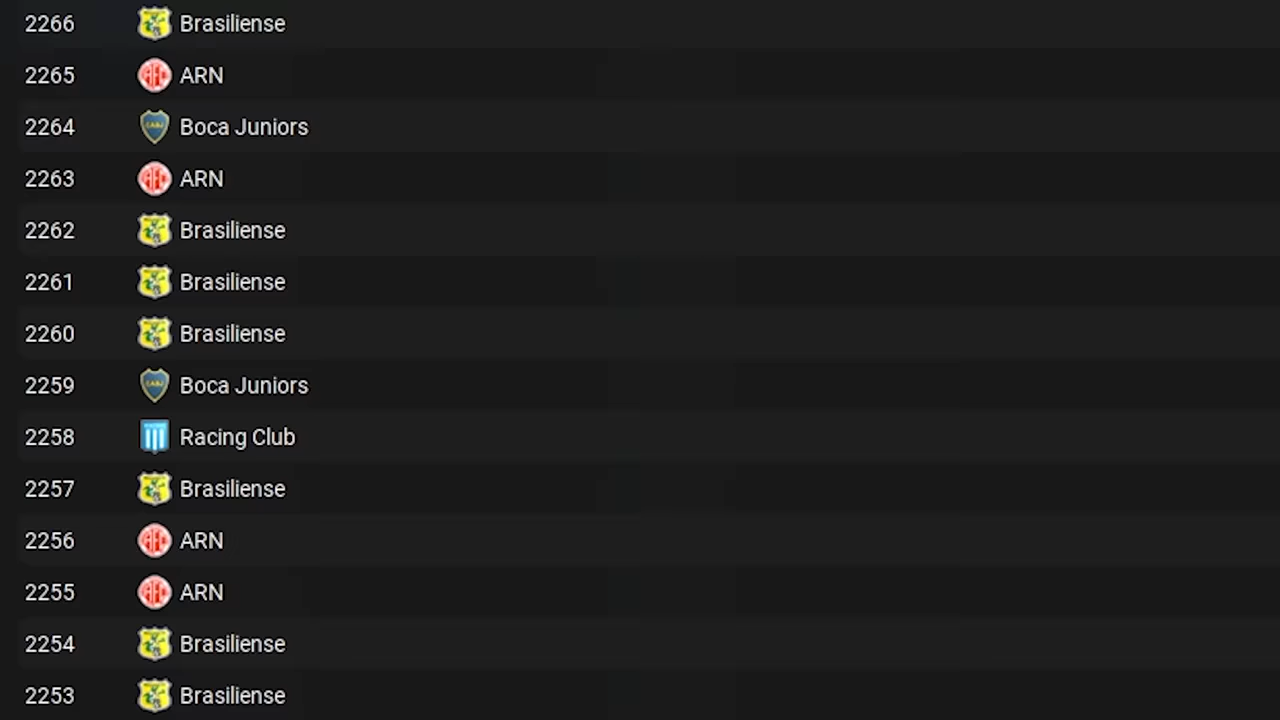 2266 Brasiliense
2265 ARN
2264 Boca Juniors
2263 ARN
2262 Brasiliense
2261 Brasiliense
2260 Brasiliense
2259 Boca Juniors
2258 Racing Club
2257 Brasiliense
2256 ARN
2255 ARN
2254 Brasiliense
2253 Brasiliense